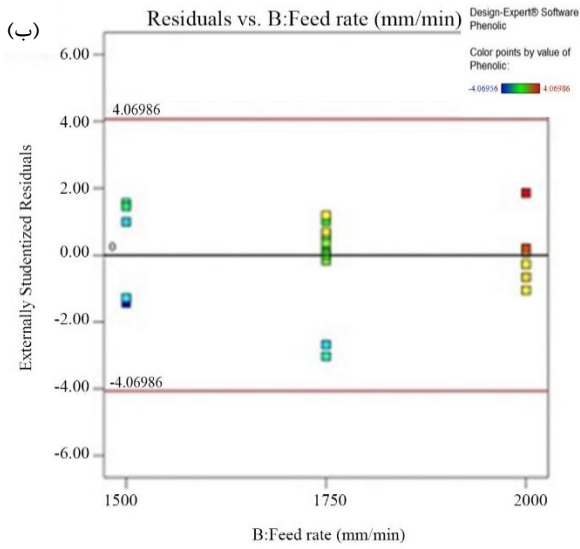 (ب)
Residuals vs. B:Feed rate (mm/min)
Design-Expert® Software
Phenolic
Color points by value of
Phenolic:
-4.06956 4.06986
6.00
4.06986
4.00
2.00
0
0.00
-2.00
-4.06986
-4.00
-6.00
Externally Studentized Residuals
1500 1750 2000
B:Feed rate (mm/min)